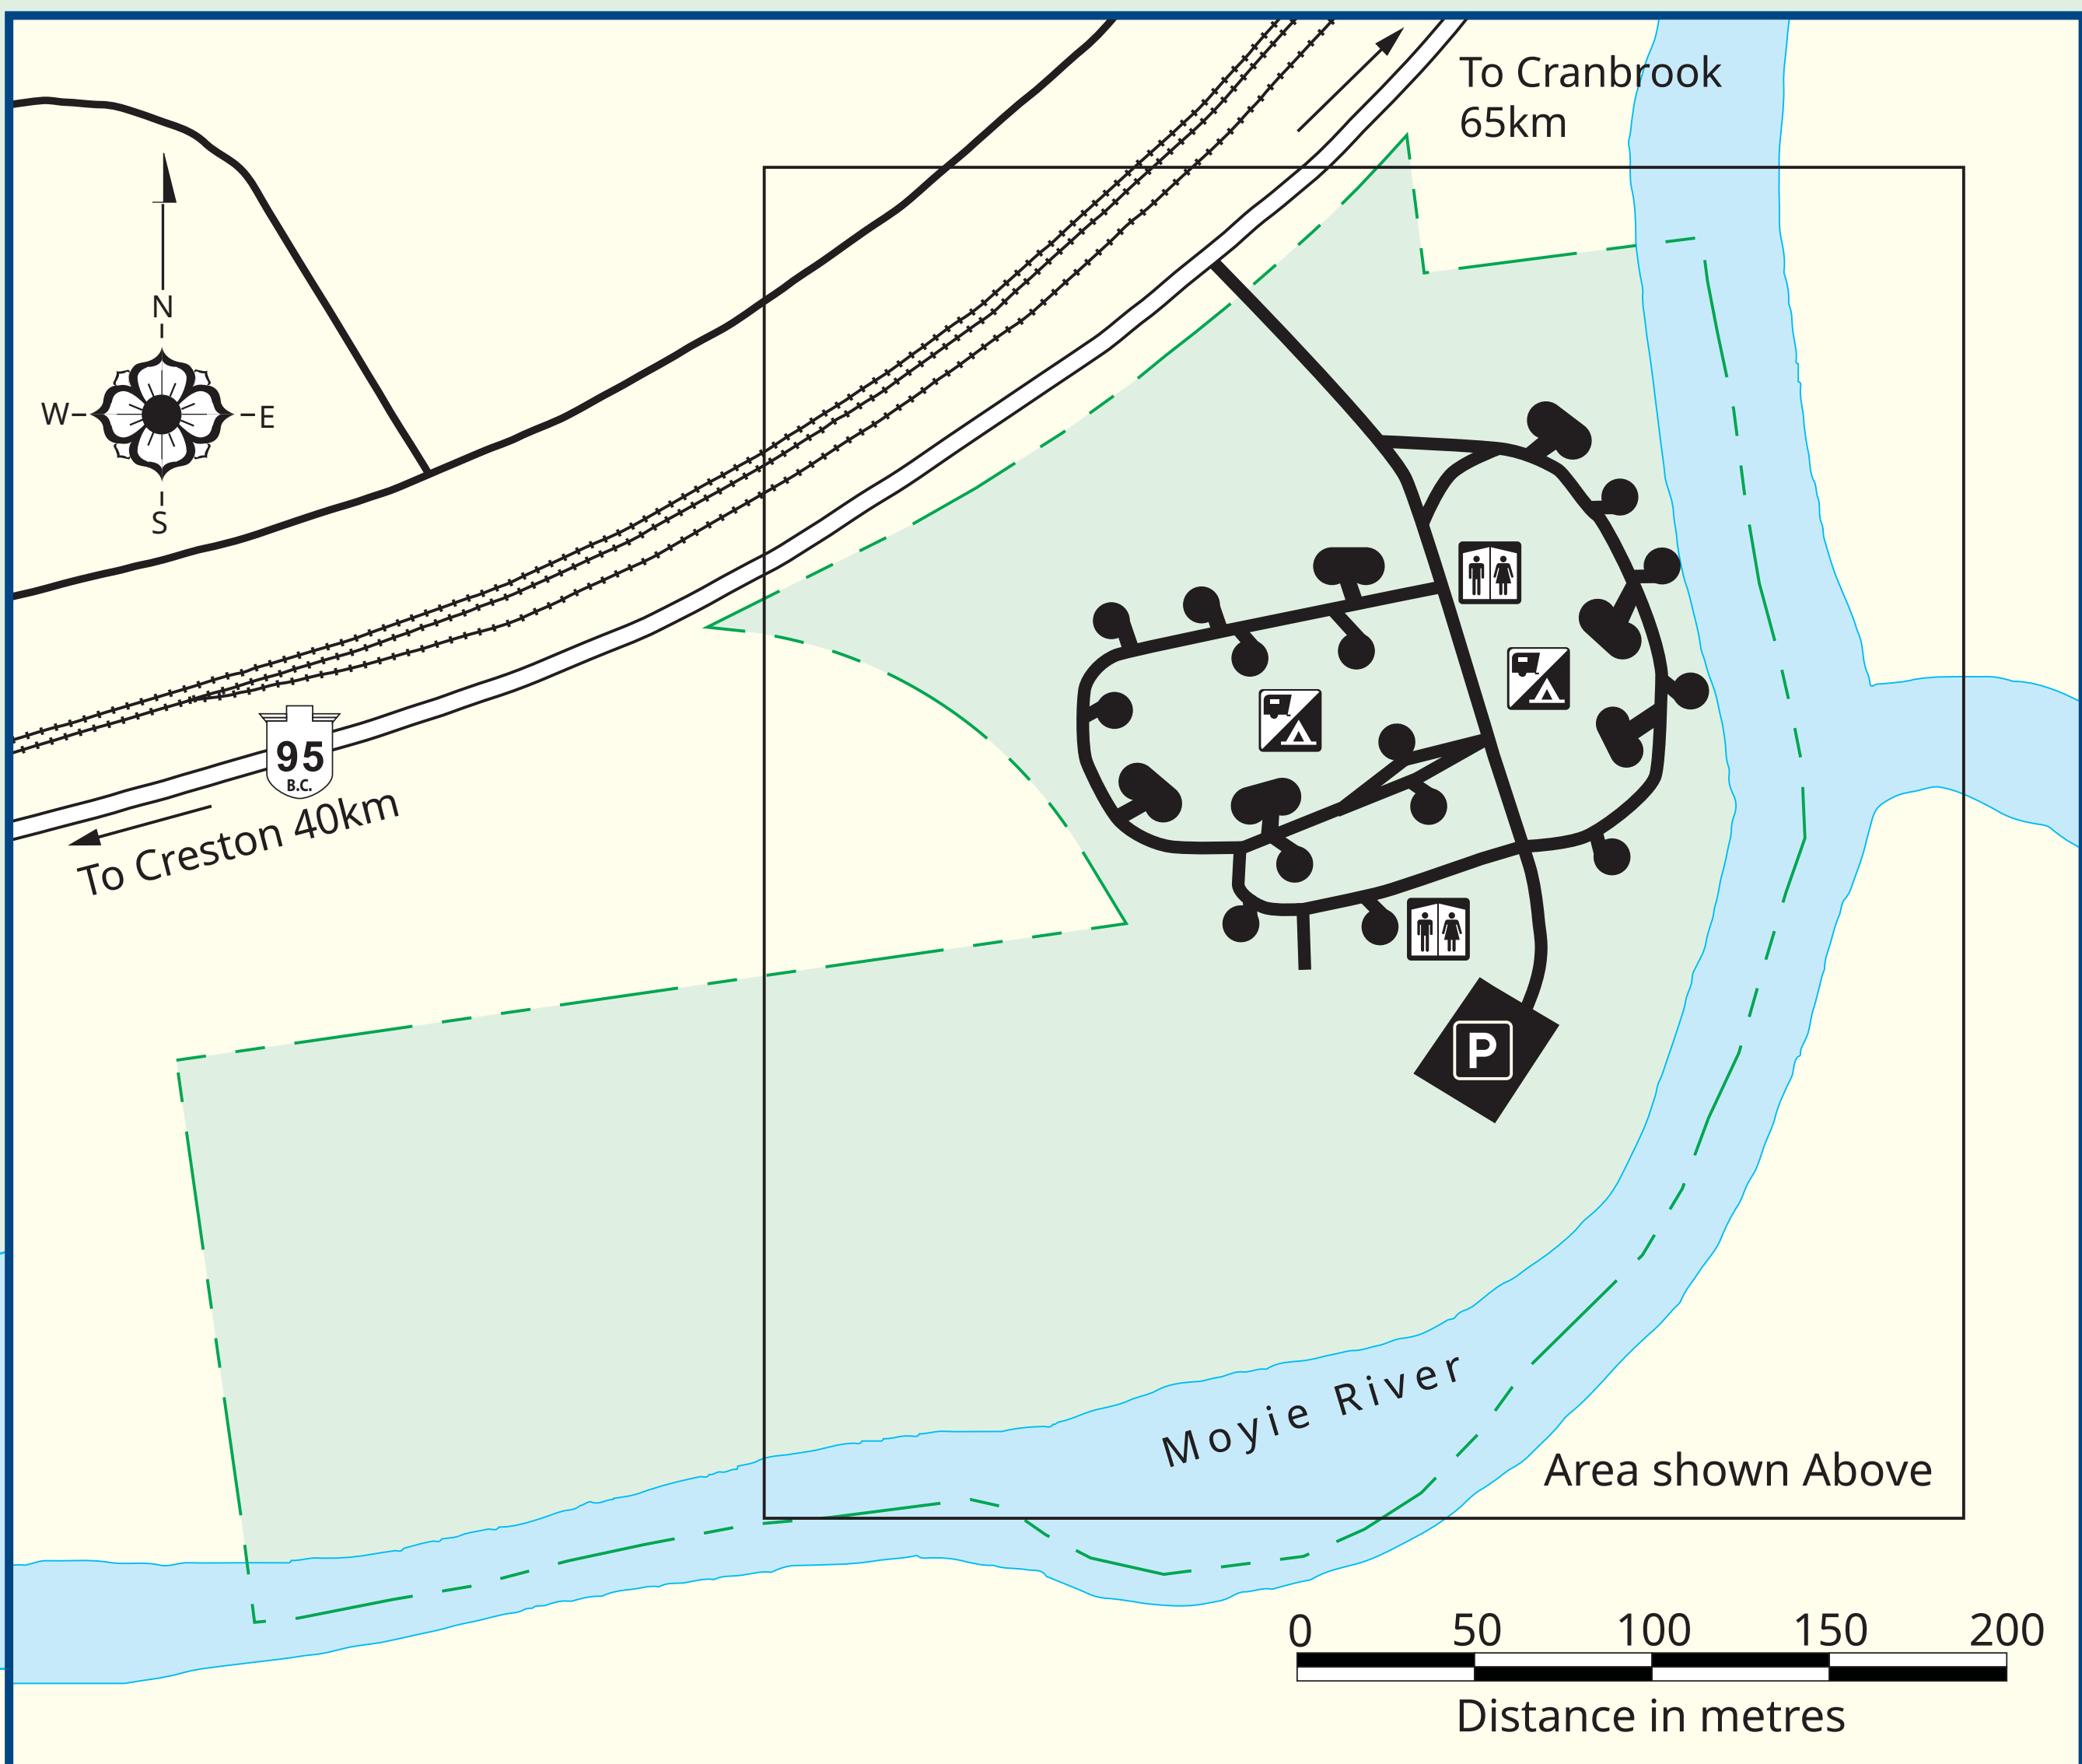 To Cranbrook
65km
N
W
E
S
95
B.C.
To Creston 40km
P
Moyie River
Area shown Above
0 50 100 150 200
Distance in metres